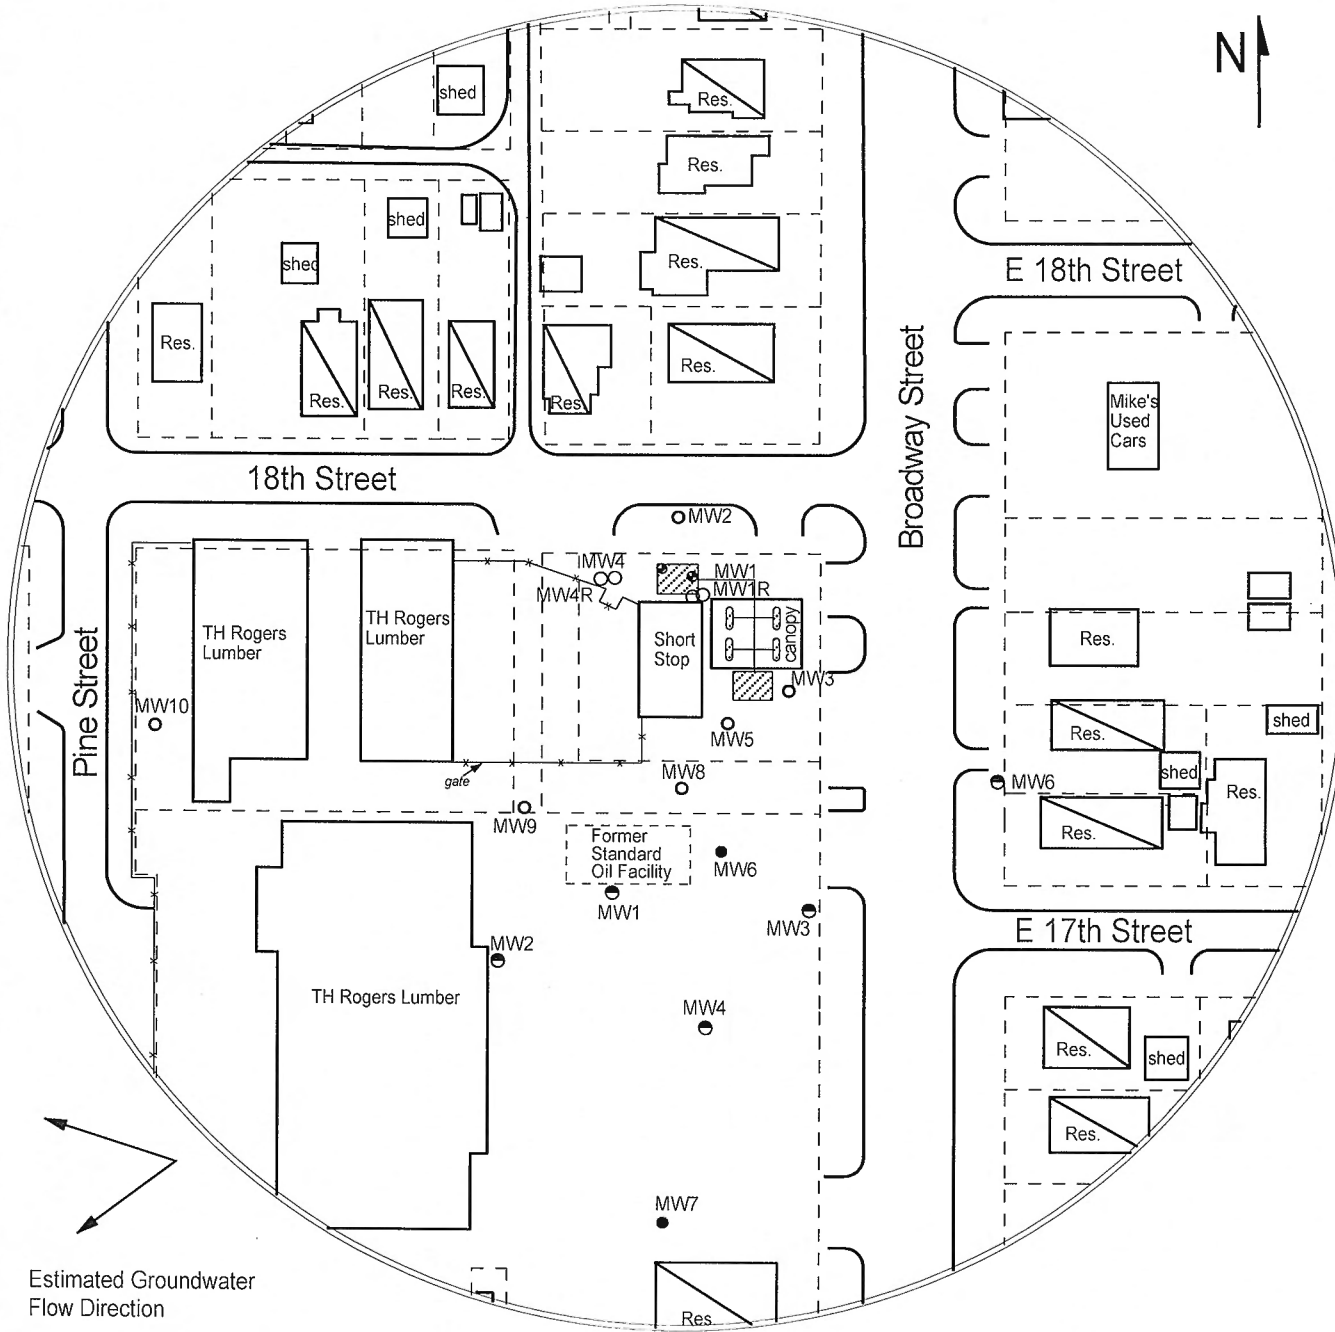 N
shed
Res.
Res.
shed
shed
Res.
E 18th Street
Res.
Res.
Res.
Res.
Res.
Res.
Broadway Street
Mike's
Used
Cars
18th Street
MW2
MW4
MW1
MW4R
MW1R
TH Rogers
Lumber
TH Rogers
Lumber
Short
Stop
canopy
Res.
Pine Street
MW10
MW3
MW5
Res.
shed
gate
MW8
shed
MW6
Res.
MW9
Former
Standard
Oil Facility
MW6
Res.
MW1
MW3
E 17th Street
MW2
TH Rogers Lumber
MW4
Res.
shed
Res.
MW7
Estimated Groundwater
Flow Direction
Res.